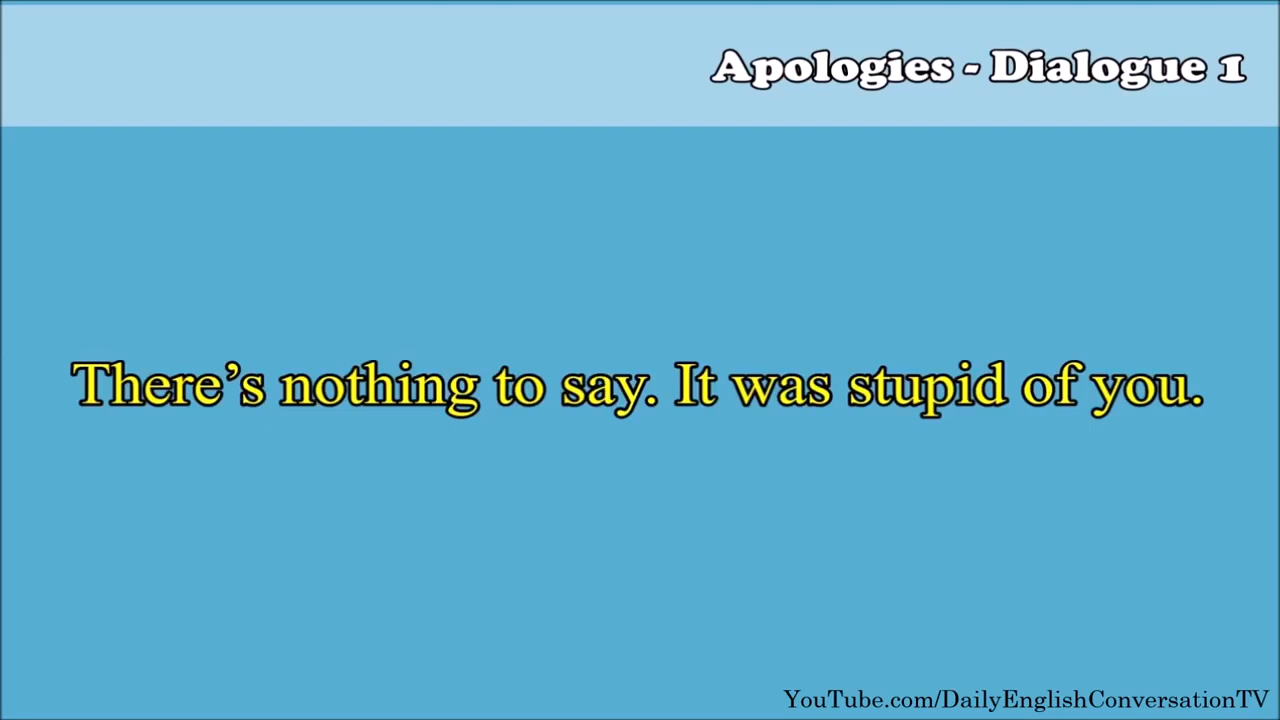 Apologies - Dialogue 1
There’s nothing to say. It was stupid of you.
YouTube.com/DailyEnglishConversationTV